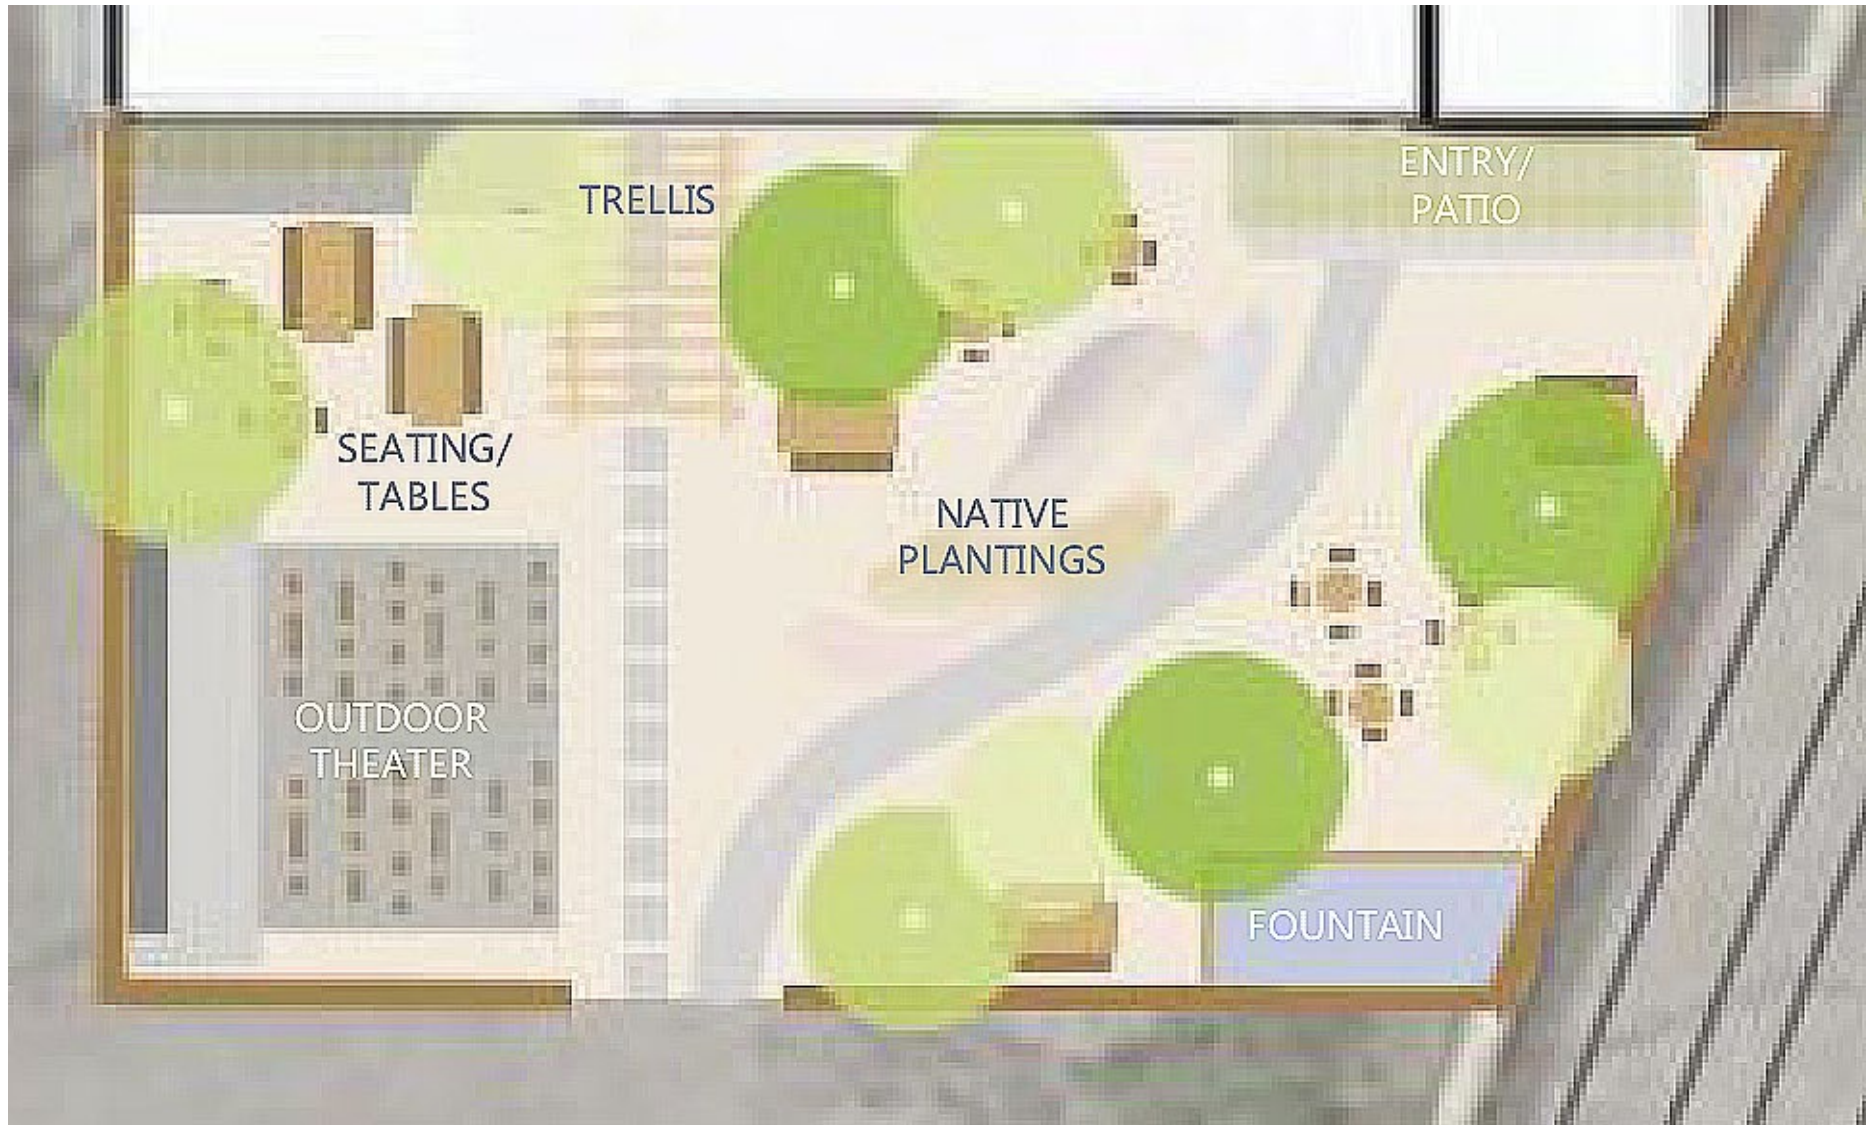 ENTRY/
PATIO
TRELLIS
SEATING/
TABLES
NATIVE
PLANTINGS
OUTDOOR
THEATER
FOUNTAIN